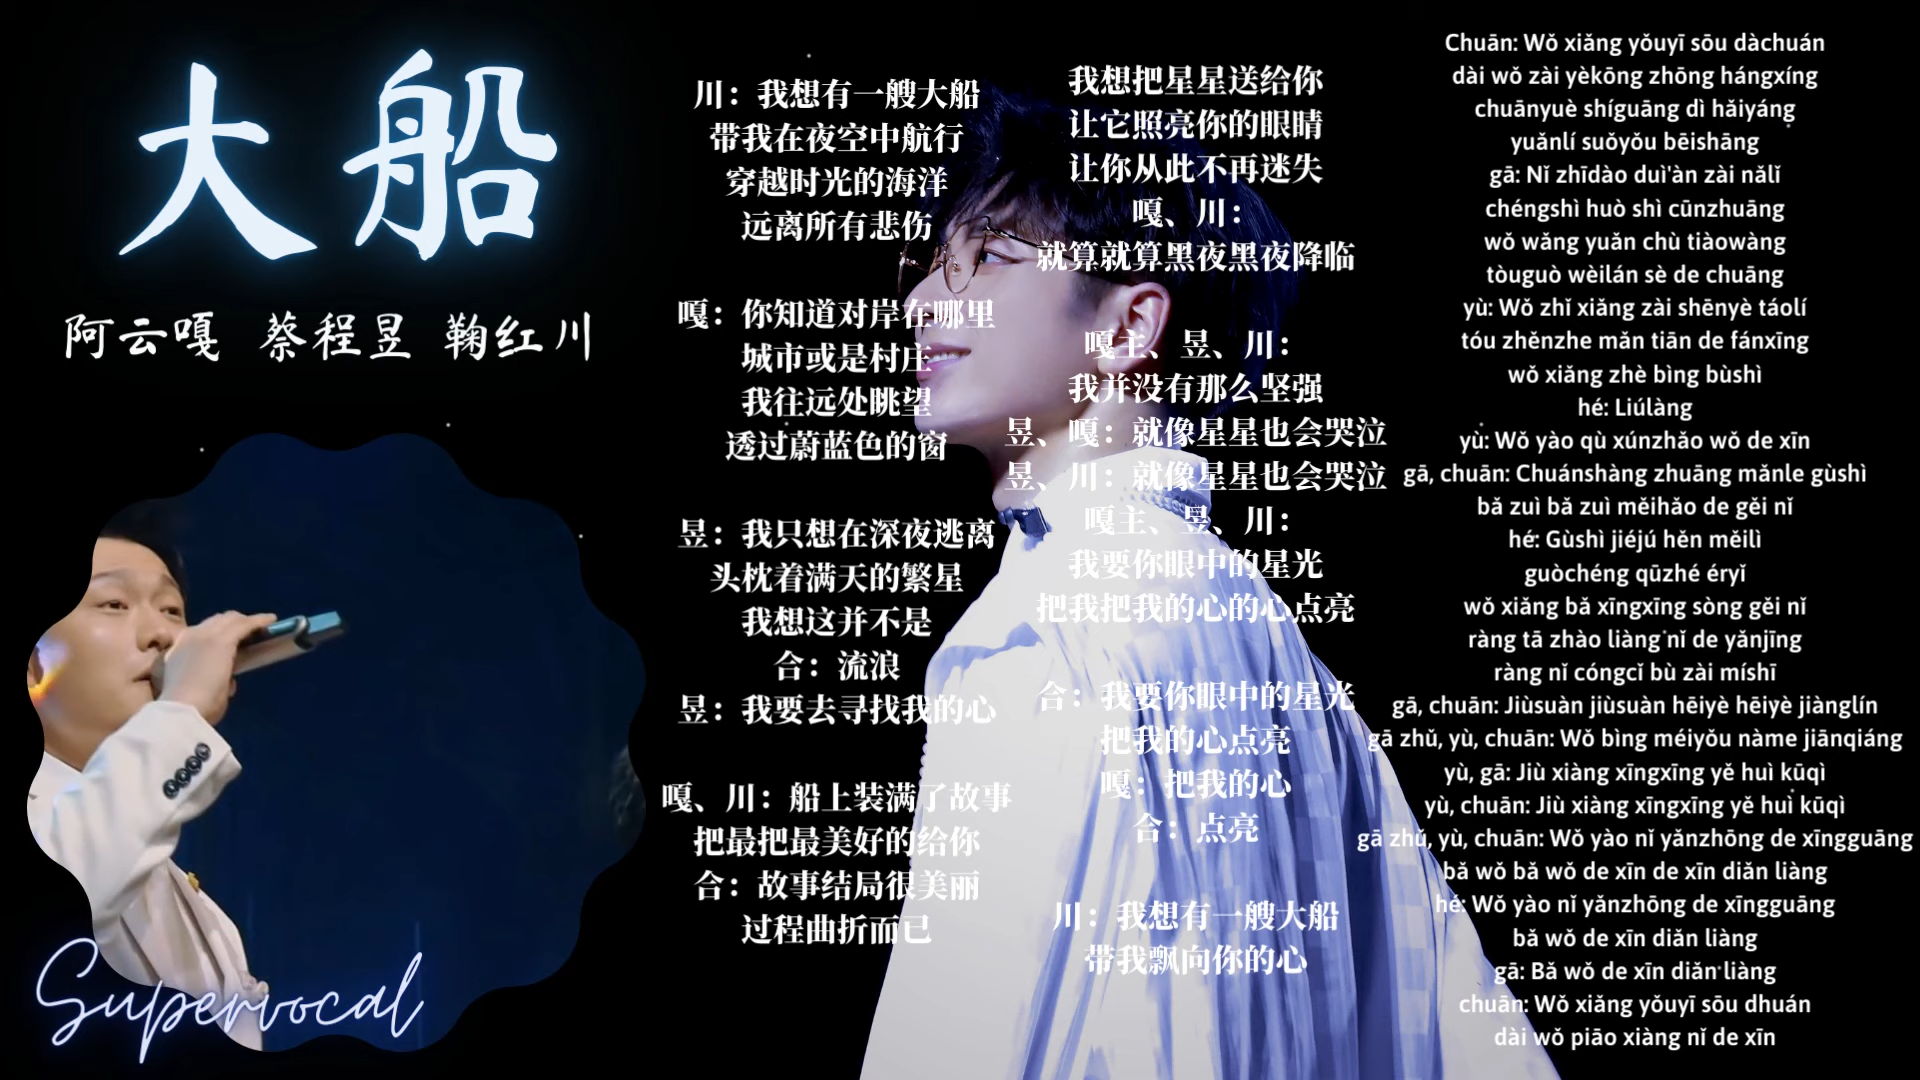 大船
阿云嘎 蔡程昱 鞠红川
Supervocal
川：我想有一艘大船
带我在夜空中航行
穿越时光的海洋
远离所有悲伤
嘎：你知道对岸在哪里
城市或是村庄
我往远处眺望
透过蔚蓝色的窗
昱：我只想在深夜逃离
头枕着满天的繁星
我想这并不是
合：流浪
昱：我要去寻找我的心
嘎、川：船上装满了故事
把最把最美好的给你
合：故事结局很美丽
过程曲折而已
我想把星星送给你
让它照亮你的眼睛
让你从此不再迷失
嘎、川：
就算就算黑夜黑夜降临
嘎主、昱、川：
我并没有那么坚强
昱、嘎：就像星星也会哭泣
昱、川：就像星星也会哭泣
嘎主、昱、川：
我要你眼中的星光
把我把我的心的心点亮
合：我要你眼中的星光
把我的心点亮
嘎：把我的心
合：点亮
川：我想有一艘大船
带我飘向你的心
Chuān: Wǒ xiǎng yǒuyī sōu dàchuán
dài wǒ zài yèkōng zhōng hángxíng
chuānyuè shíguāng dì hǎiyáng
yuǎnlí suǒyǒu bēishāng
gā: Nǐ zhīdào duì'àn zài nǎlǐ
chéngshì huò shì cūnzhuāng
wǒ wǎng yuǎn chù tiàowàng
tòuguò wèilán sè de chuāng
yù: Wǒ zhǐ xiǎng zài shēnyè táolí
tóu zhěnzhe mǎn tiān de fánxīng
wǒ xiǎng zhè bìng bùshì
hé: Liúlàng
yù: Wǒ yào qù xúnzhǎo wǒ de xīn
gā, chuān: Chuánshàng zhuāng mǎnle gùshì
bǎ zuì bǎ zuì měihǎo de gěi nǐ
hé: Gùshì jiéjú hěn měilì
guòchéng qūzhé éryǐ
wǒ xiǎng bǎ xīngxīng sòng gěi nǐ
ràng tā zhào liàng nǐ de yǎnjīng
ràng nǐ cóngcǐ bù zài míshī
gā, chuān: Jiùsuàn jiùsuàn hēiyè hēiyè jiànglín
gā zhǔ, yù, chuān: Wǒ bìng méiyǒu nàme jiānqiáng
yù, gā: Jiù xiàng xīngxīng yě huì kūqì
yù, chuān: Jiù xiàng xīngxīng yě huì kūqì
gā zhǔ, yù, chuān: Wǒ yào nǐ yǎnzhōng de xīngguāng
bǎ wǒ bǎ wǒ de xīn de xīn diǎn liàng
hé: Wǒ yào nǐ yǎnzhōng de xīngguāng
bǎ wǒ de xīn diǎn liàng
gā: Bǎ wǒ de xīn diǎn liàng
chuān: Wǒ xiǎng yǒuyī sōu dhuán
dài wǒ piāo xiàng nǐ de xīn